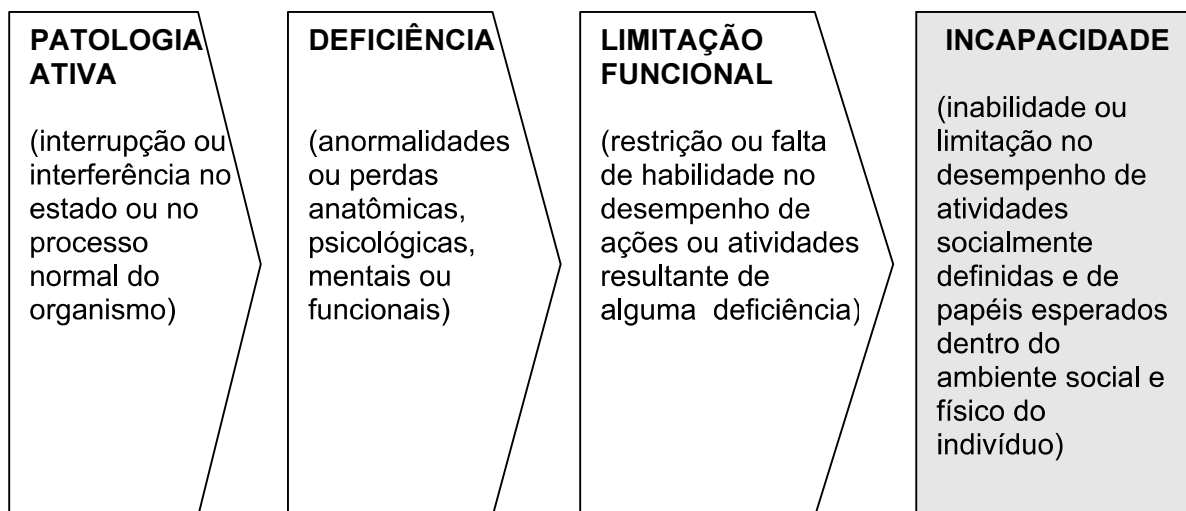 PATOLOGIA
ATIVA
(interrupção ou
interferência no
estado ou no
processo
normal do
organismo)
DEFICIÊNCIA
(anormalidades
ou perdas
anatômicas,
psicológicas,
mentais ou
funcionais)
LIMITAÇÃO
FUNCIONAL
(restrição ou falta
de habilidade no
desempenho de
ações ou atividades
resultante de
alguma deficiência)
INCAPACIDADE
(inabilidade ou
limitação no
desempenho de
atividades
socialmente
definidas e de
papéis esperados
dentro do
ambiente social e
físico do
indivíduo)